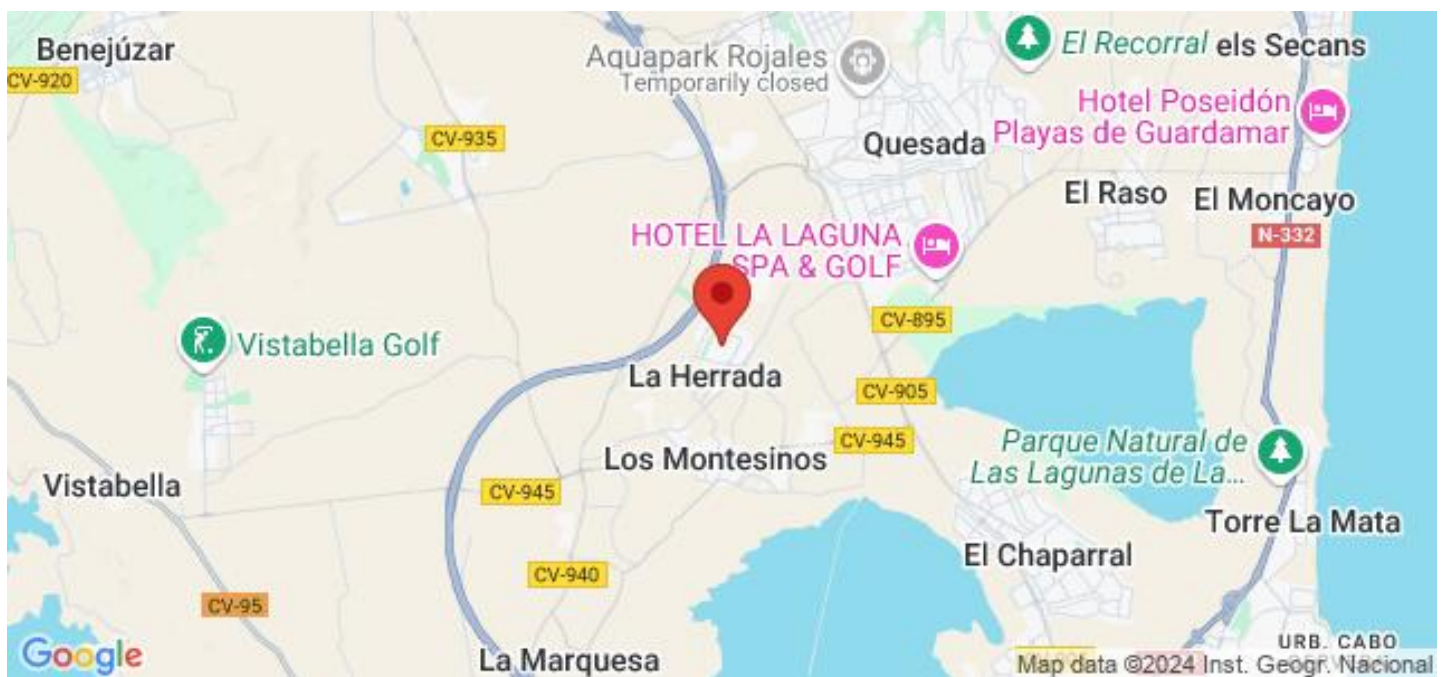 Benejúzar
CV-920
Aquapark Rojales
Temporarily closed
El Recorral
els Secans
Hotel Poseidón
Playas de Guardamar
CV-935
Quesada
El Raso
El Moncayo
N-332
HOTEL LA LAGUNA
SPA & GOLF
CV-895
Vistabella Golf
La Herrada
CV-905
CV-945
Parque Natural de
Las Lagunas de La...
Los Montesinos
Vistabella
CV-945
Torre La Mata
El Chaparral
CV-940
CV-95
URB. CABO
La Marquesa
Google
Map data ©2024 Inst. Geogr. Nacional